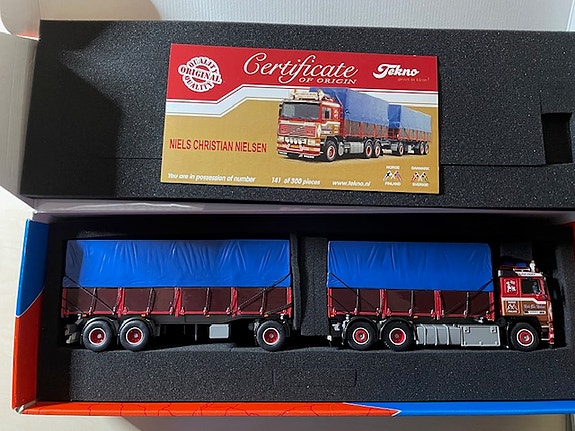 QUALITY
ORIGINAL
QUALITY
Certificate
OF ORIGIN
Tekno
NIELS CHRISTIAN NIELSEN
You are in possession of number 141 of 300 pieces www.tekno.nl
NORGE DANMARK
FINLAND SVERIGE